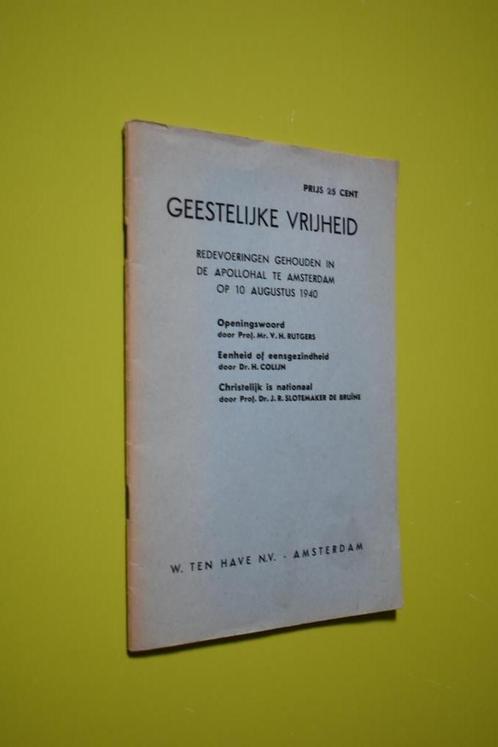 PRIJS 25 CENT
GEESTELIJKE VRIJHEID
REDEVOERINGEN GEHOUDEN IN
DE APOLLOHAL TE AMSTERDAM
OP 10 AUGUSTUS 1940
Openingswoord
door Prof. Mr. V. H. RUTGERS
Eenheid of eensgezindheid
door Dr. H. COLIJN
Christelijk is nationaal
door Prof. Dr. J. R. SLOTEMAKER DE BRUÏNE
W. TEN HAVE N.V. - AMSTERDAM